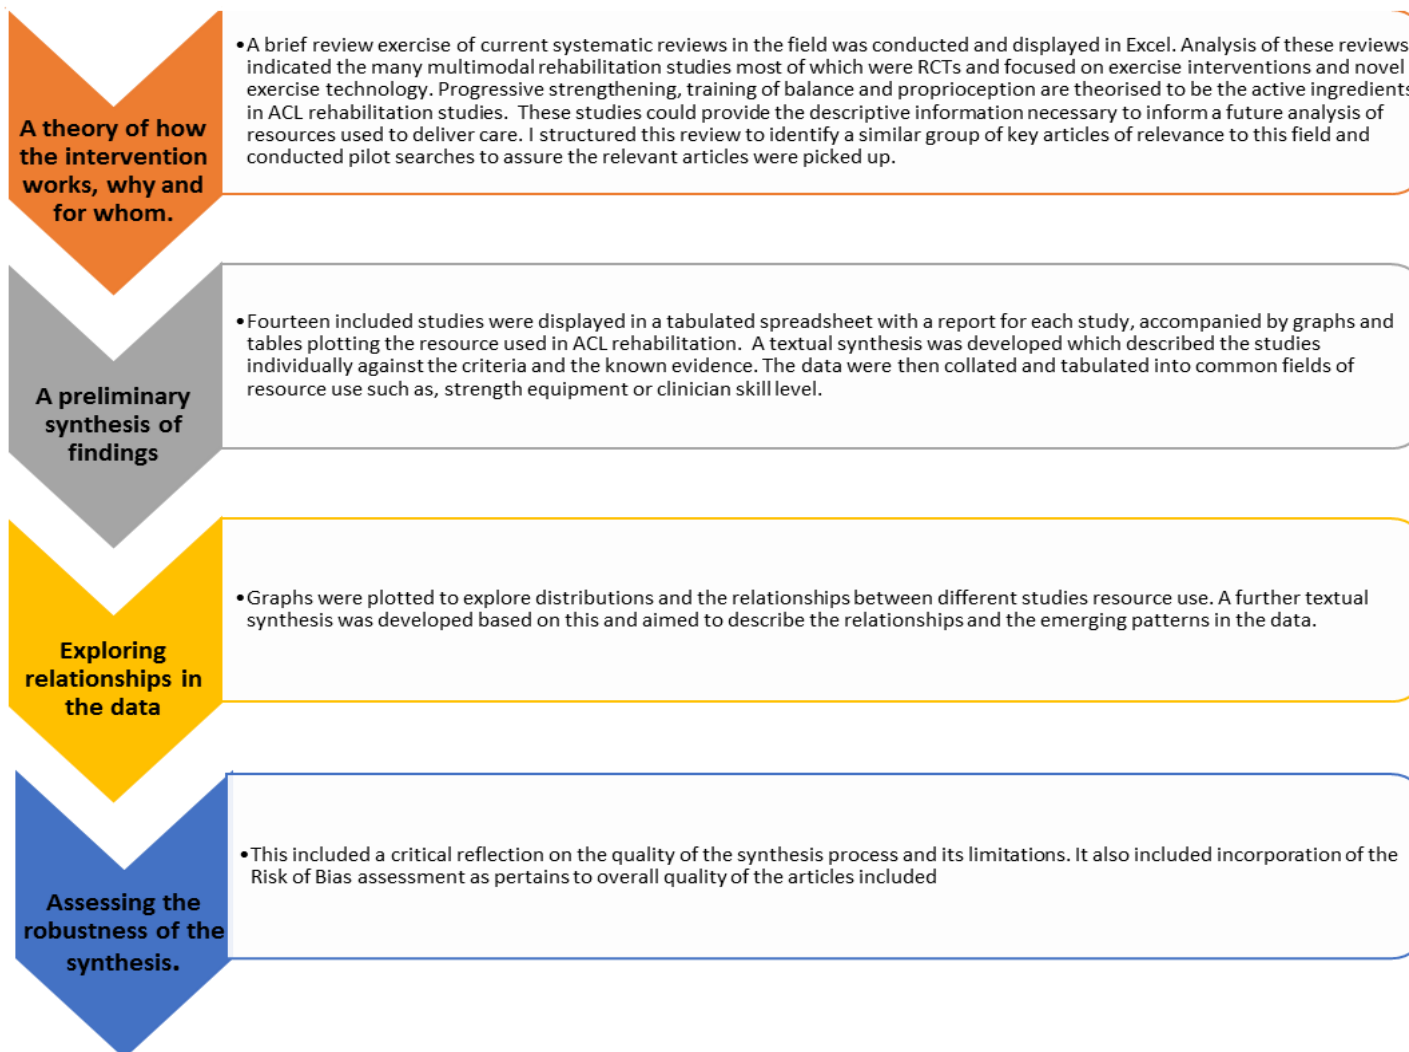 A theory of how
the intervention
works, why and
for whom.
•A brief review exercise of current systematic reviews in the field was conducted and displayed in Excel. Analysis of these reviews
indicated the many multimodal rehabilitation studies most of which were RCTs and focused on exercise interventions and novel
exercise technology. Progressive strengthening, training of balance and proprioception are theorised to be the active ingredients
in ACL rehabilitation studies.  These studies could provide the descriptive information necessary to inform a future analysis of
resources used to deliver care. I structured this review to identify a similar group of key articles of relevance to this field and
conducted pilot searches to assure the relevant articles were picked up.
A preliminary
synthesis of
findings
•Fourteen included studies were displayed in a tabulated spreadsheet with a report for each study, accompanied by graphs and
tables plotting the resource used in ACL rehabilitation.  A textual synthesis was developed which described the studies
individually against the criteria and the known evidence. The data were then collated and tabulated into common fields of
resource use such as, strength equipment or clinician skill level.
Exploring
relationships in
the data
•Graphs were plotted to explore distributions and the relationships between different studies resource use. A further textual
synthesis was developed based on this and aimed to describe the relationships and the emerging patterns in the data.
Assessing the
robustness of the
synthesis.
•This included a critical reflection on the quality of the synthesis process and its limitations. It also included incorporation of the
Risk of Bias assessment as pertains to overall quality of the articles included